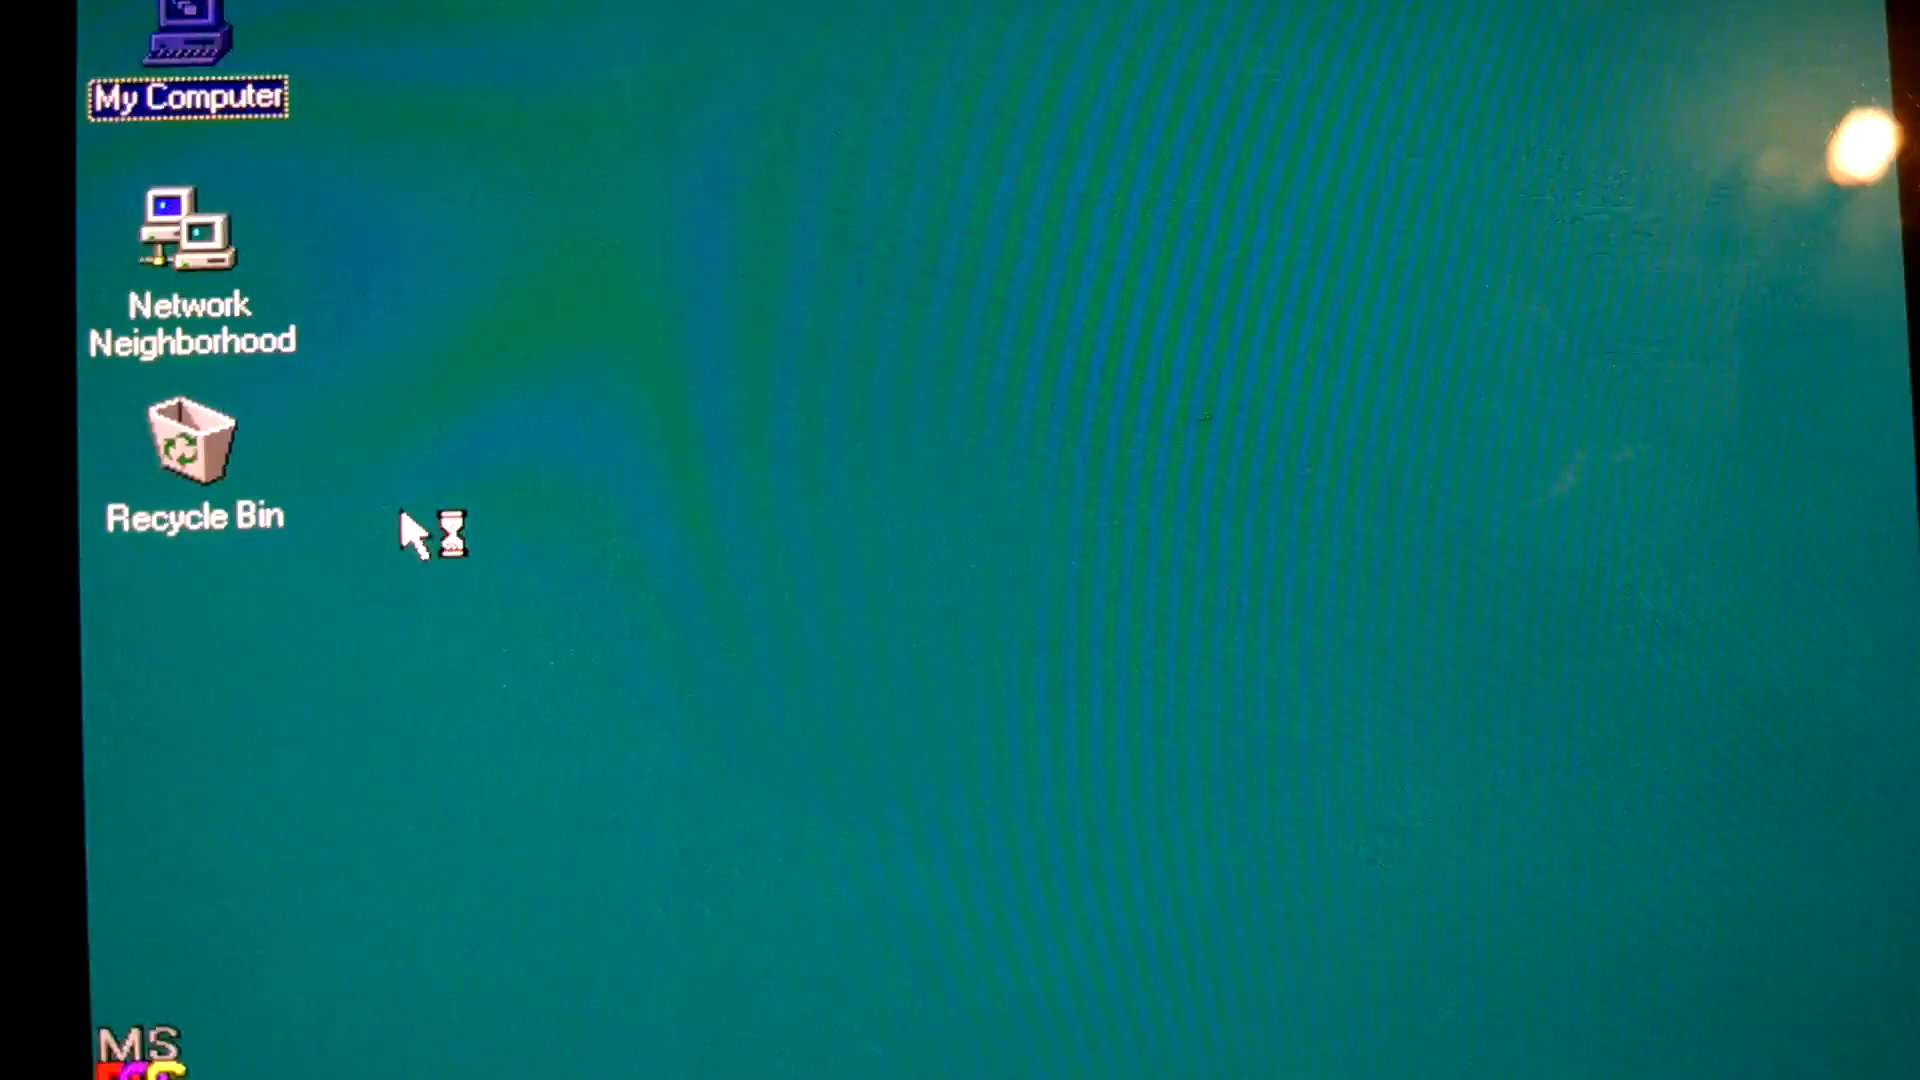 My Computer
Network
Neighborhood
Recycle Bin
MS